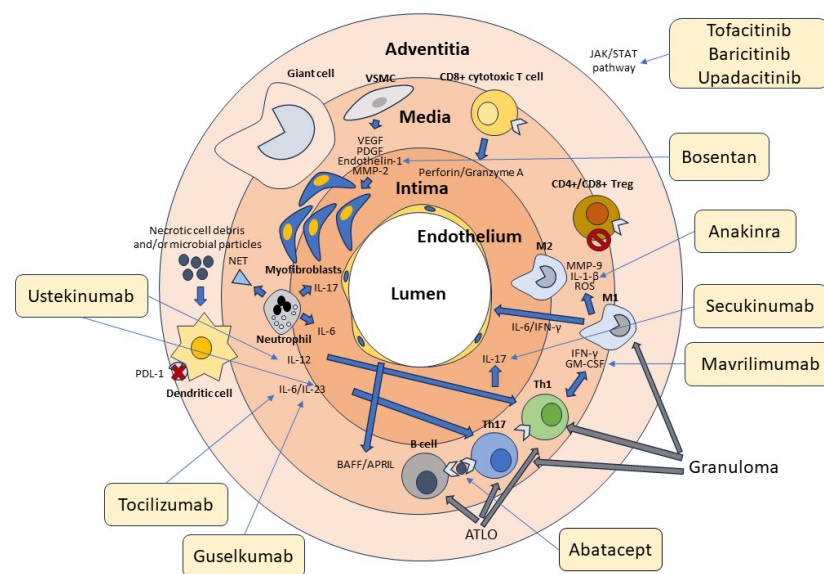 Tofacitinib
Baricitinib
Upadacitinib
JAK/STAT
pathway
Adventitia
Giant cell
VSMC
CD8+ cytotoxic T cell
Media
VEGF
PDGF
Endothelin-1
MMP-2
Perforin/Granzyme A
Bosentan
Intima
CD4+/CD8+ Treg
Necrotic cell debris
and/or microbial particles
NET
Endothelium
M2
Anakinra
MMP-9
IL-1-β
ROS
Myofibroblasts
IL-17
Lumen
M1
Ustekinumab
Secukinumab
Neutrophil
IL-6
IL-6/IFN-γ
IL-12
IL-17
IFN-γ
GM-CSF
Mavrilimumab
PDL-1
Dendritic cell
IL-6/IL-23
Th1
Th17
B cell
BAFF/APRIL
Granuloma
Tocilizumab
ATLO
Guselkumab
Abatacept